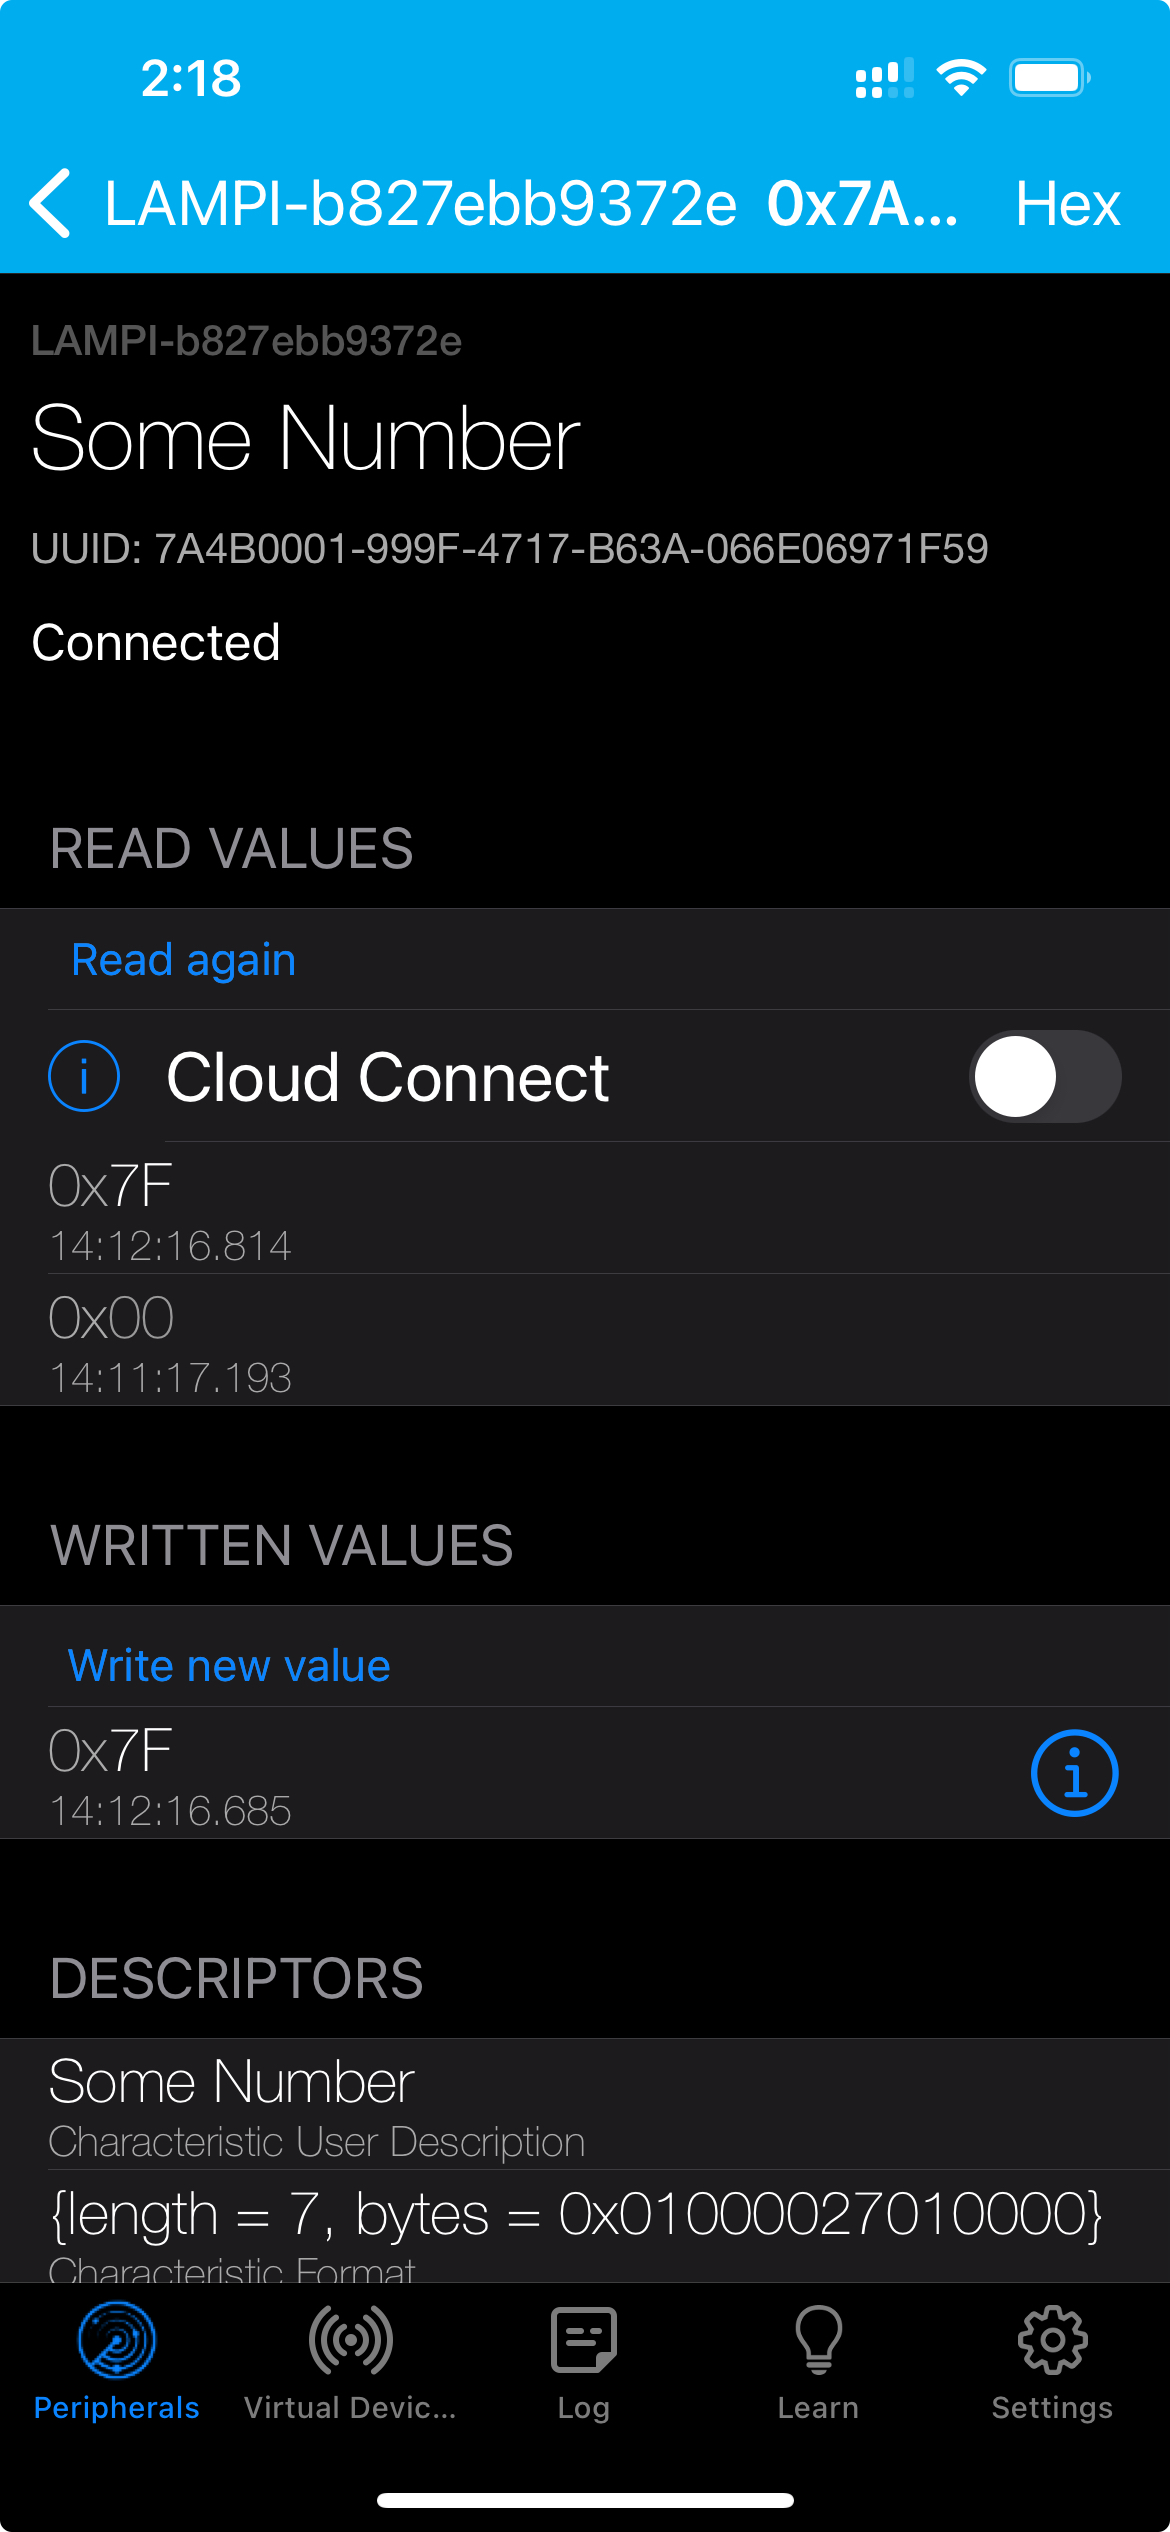 2:18
LAMPI-b827ebb9372e 0x7A... Hex
LAMPI-b827ebb9372e
Some Number
UUID: 7A4B0001-999F-4717-B63A-066E06971F59
Connected
READ VALUES
Read again
Cloud Connect
0x7F
14:12:16.814
0x00
14:11:17.193
WRITTEN VALUES
Write new value
0x7F
14:12:16.685
DESCRIPTORS
Some Number
Characteristic User Description
{length = 7, bytes = 0x01000027010000}
Characteristic Format
Peripherals Virtual Devic... Log Learn Settings